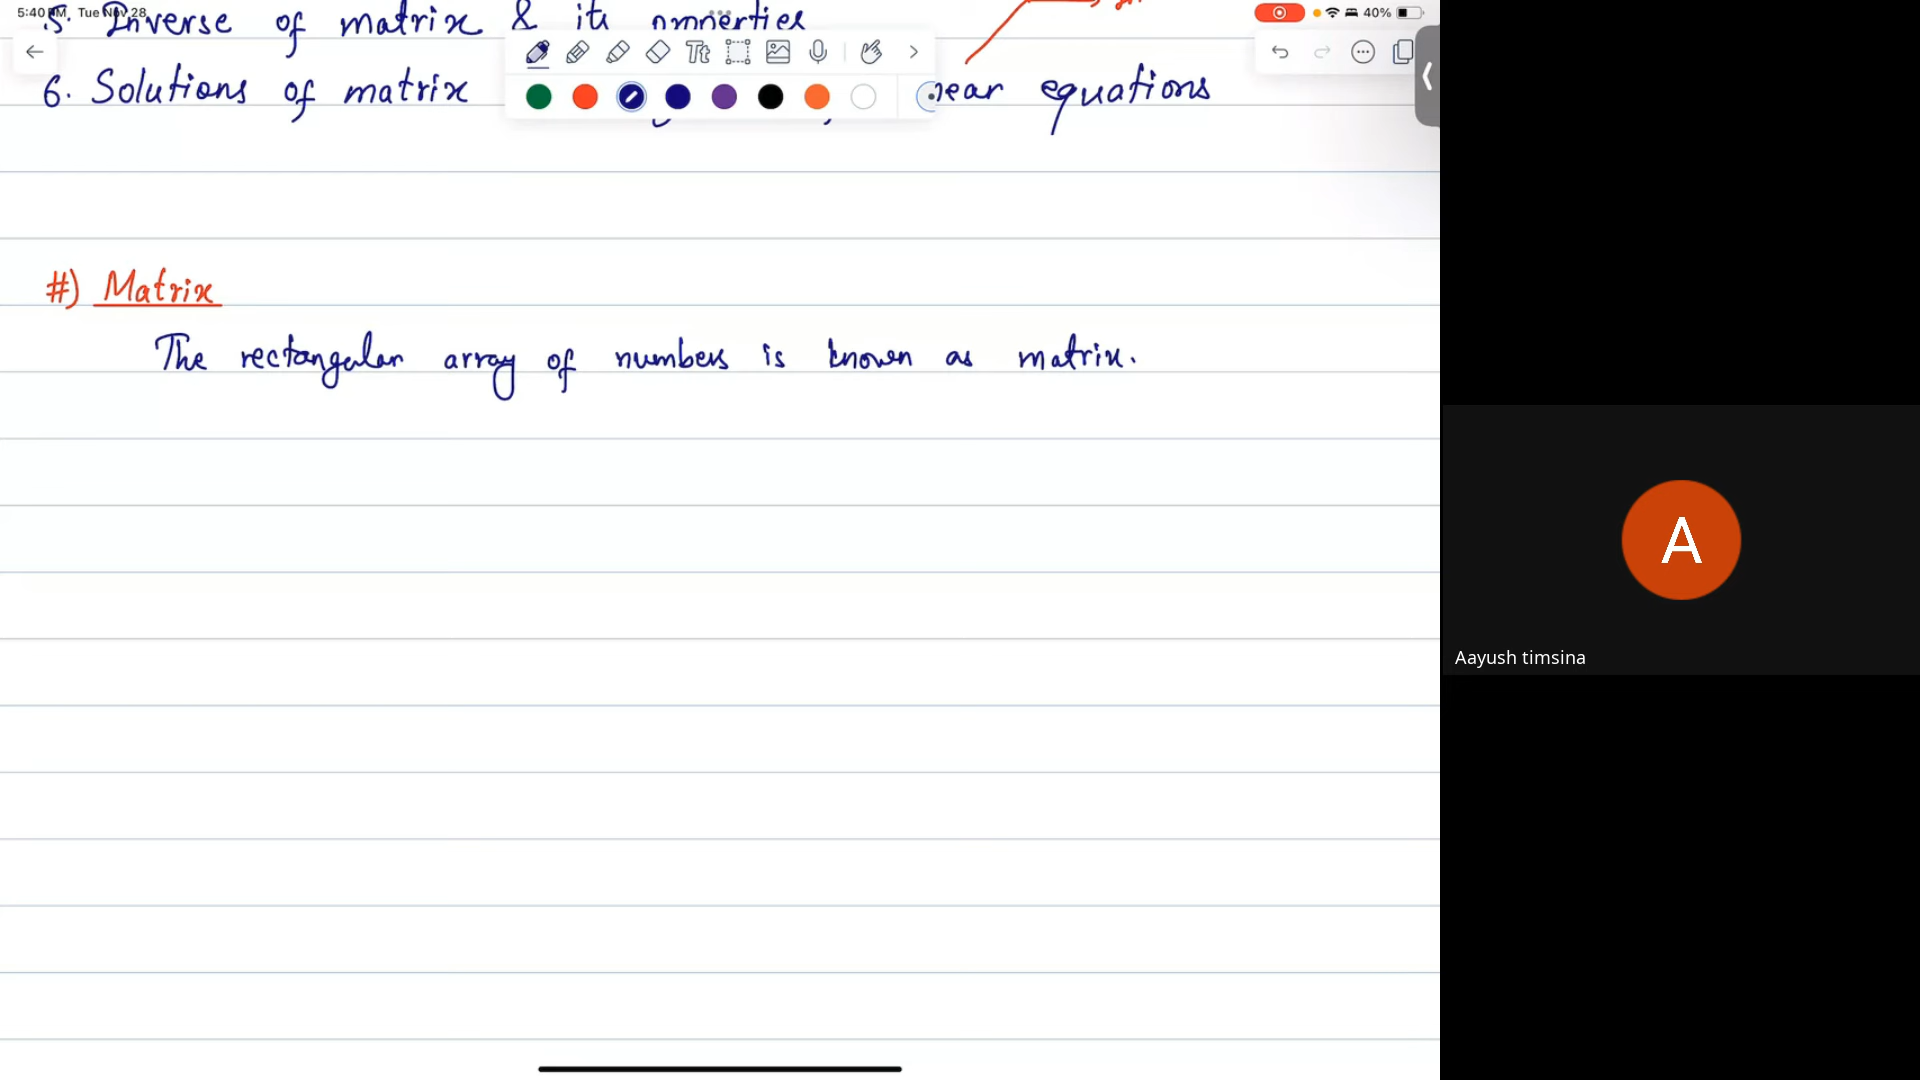 5:40 PM Tue Nov 28
40%
5. Inverse of matrix & its properties
6. Solutions of matrix near equations
#) Matrix
The rectangular array of numbers is known as matrix.
Tt
A
Aayush timsina